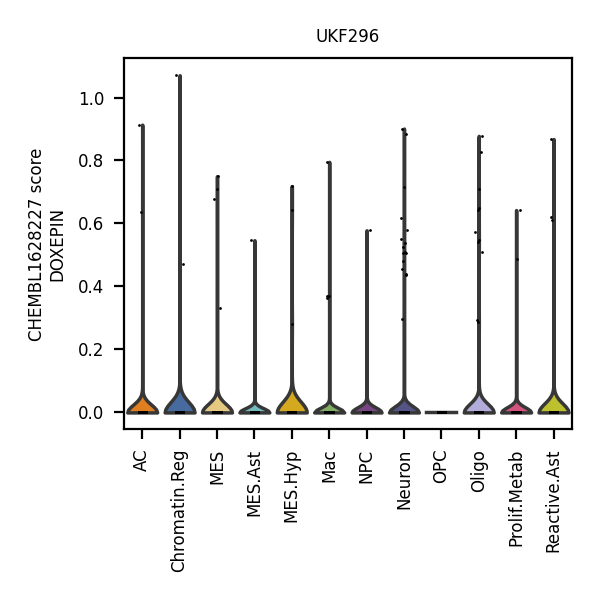 UKF296
CHEMBL1628227 score
DOXEPIN
1.0
0.8
0.6
0.4
0.2
0.0
AC
Chromatin.Reg
MES
MES.Ast
MES.Hyp
Mac
NPC
Neuron
OPC
Oligo
Prolif.Metab
Reactive.Ast